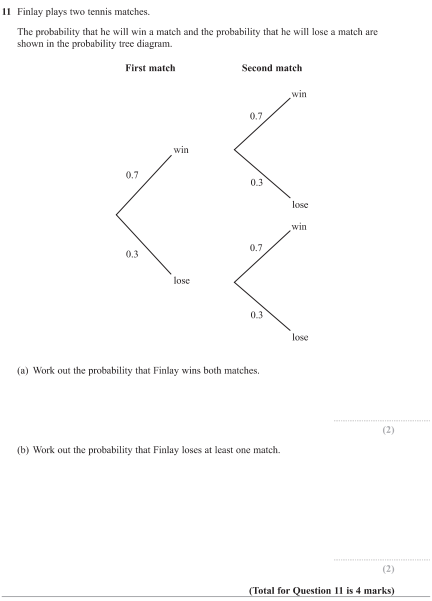 11 Finlay plays two tennis matches.
The probability that he will win a match and the probability that he will lose a match are
shown in the probability tree diagram.
First match Second match
win
0.7
win
0.7
0.3
lose
win
0.7
0.3
lose
0.3
lose
(a) Work out the probability that Finlay wins both matches.
(2)
(b) Work out the probability that Finlay loses at least one match.
(2)
(Total for Question 11 is 4 marks)